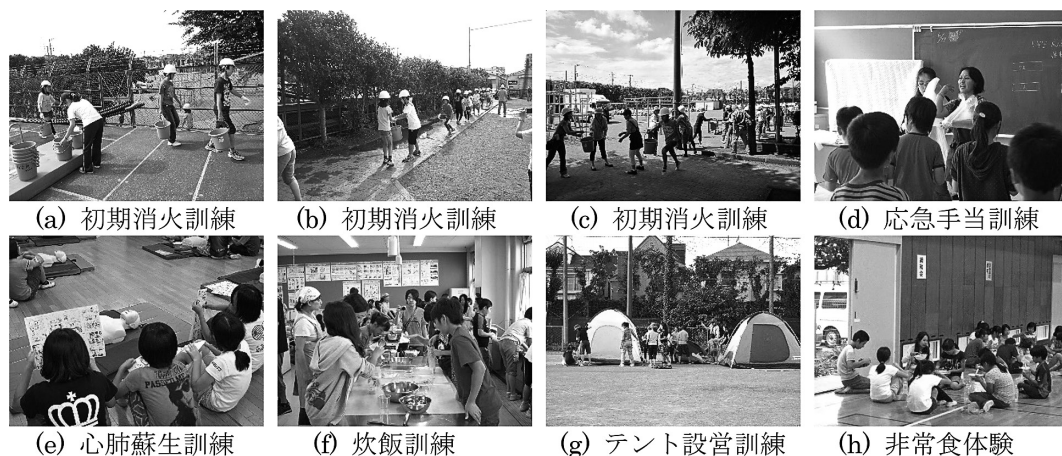 (a) 初期消火訓練
(b) 初期消火訓練
(c) 初期消火訓練
(d) 応急手当訓練
(e) 心肺蘇生訓練
(f) 炊飯訓練
(g) テント設営訓練
(h) 非常食体験